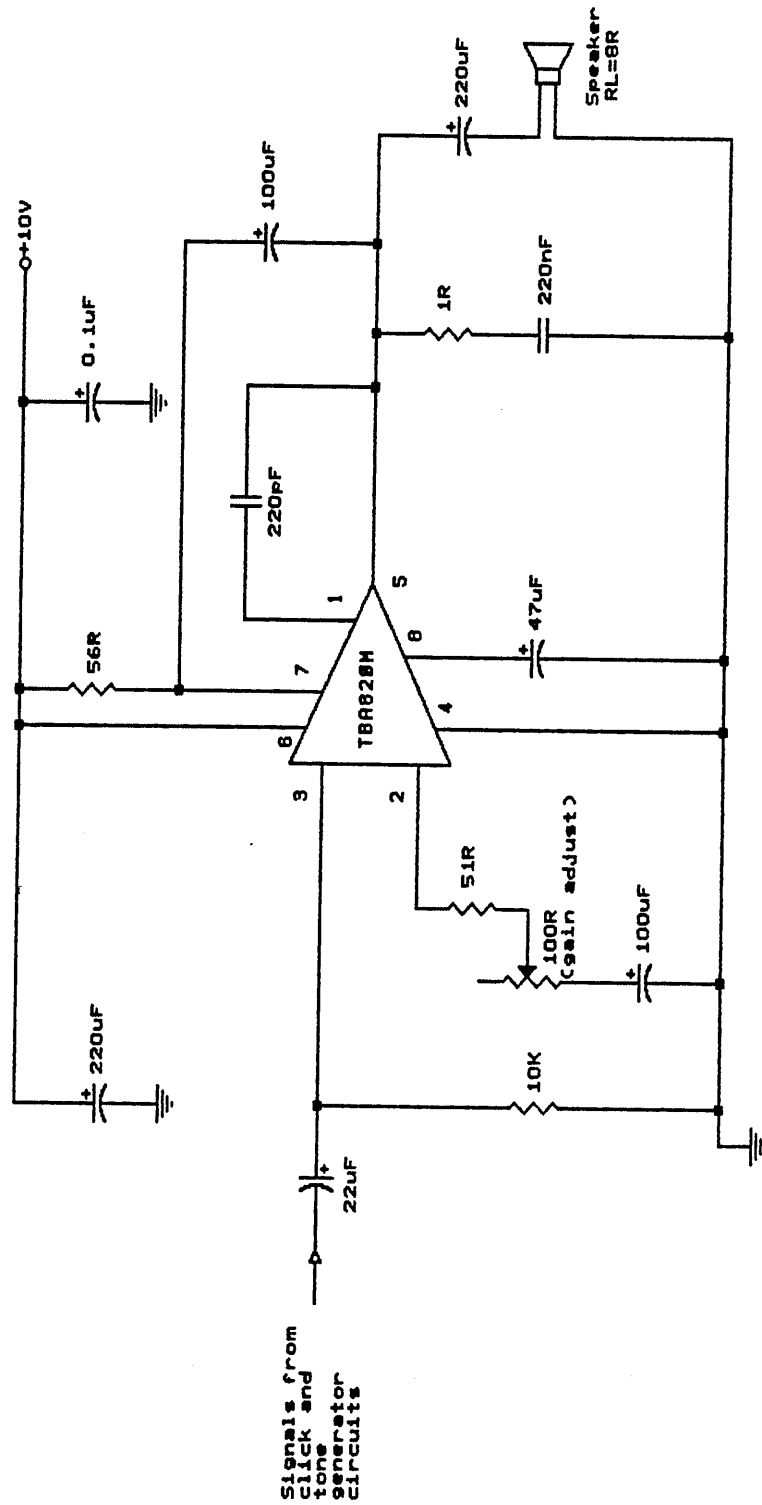 +10V
220uF
56R
0.1uF
100uF
220pF
220uF
Speaker
RL=8R
1R
220nF
6
7
1
5
8
4
3
2
TBA820M
47uF
51R
100R
(gain adjust)
100uF
10K
22uF
Signals from
click and
tone
generator
circuits
+
+
+
+
+
+
+